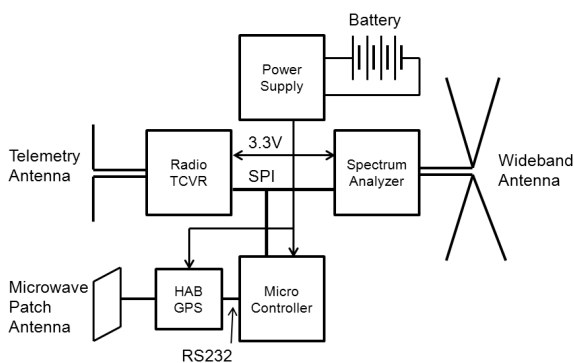 Battery
Power
Supply
3.3V
Telemetry
Antenna
Radio
TCVR
SPI
Spectrum
Analyzer
Wideband
Antenna
Microwave
Patch
Antenna
HAB
GPS
Micro
Controller
RS232